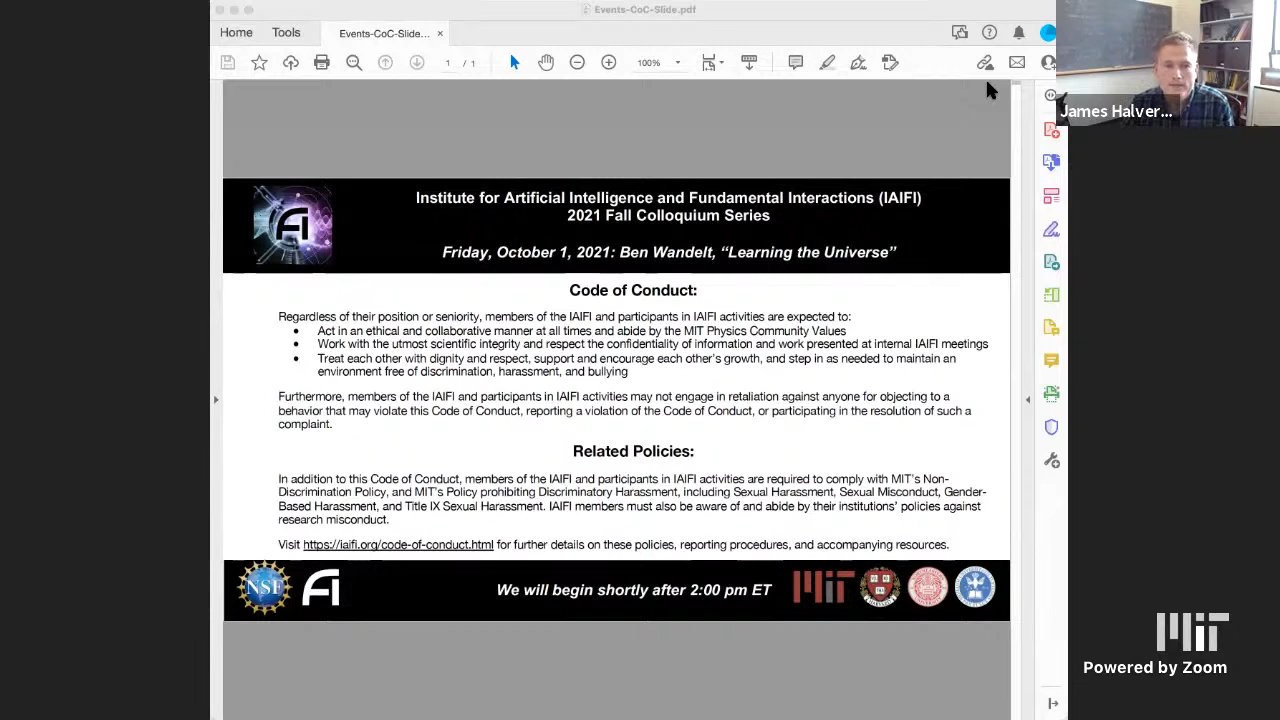 Events-CoC-Slide.pdf
Home Tools Events-CoC-Slide... ×
1 / 1 100%
James Halver...
Institute for Artificial Intelligence and Fundamental Interactions (IAIFI)
2021 Fall Colloquium Series
Friday, October 1, 2021: Ben Wandelt, “Learning the Universe”
Code of Conduct:
Regardless of their position or seniority, members of the IAIFI and participants in IAIFI activities are expected to:
• Act in an ethical and collaborative manner at all times and abide by the MIT Physics Community Values
• Work with the utmost scientific integrity and respect the confidentiality of information and work presented at internal IAIFI meetings
• Treat each other with dignity and respect, support and encourage each other’s growth, and step in as needed to maintain an
environment free of discrimination, harassment, and bullying
Furthermore, members of the IAIFI and participants in IAIFI activities may not engage in retaliation against anyone for objecting to a
behavior that may violate this Code of Conduct, reporting a violation of the Code of Conduct, or participating in the resolution of such a
complaint.
Related Policies:
In addition to this Code of Conduct, members of the IAIFI and participants in IAIFI activities are required to comply with MIT’s Non-
Discrimination Policy, and MIT’s Policy prohibiting Discriminatory Harassment, including Sexual Harassment, Sexual Misconduct, Gender-
Based Harassment, and Title IX Sexual Harassment. IAIFI members must also be aware of and abide by their institutions’ policies against
research misconduct.
Visit https://iaifi.org/code-of-conduct.html for further details on these policies, reporting procedures, and accompanying resources.
NSF
We will begin shortly after 2:00 pm ET
MIT
MIT
Powered by Zoom